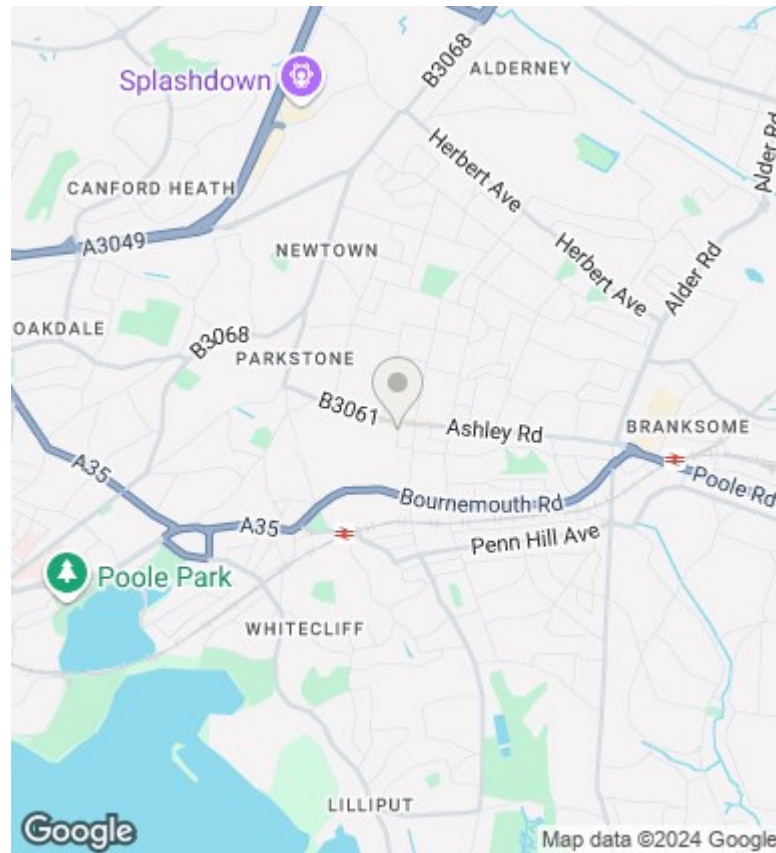 B3068
ALDERNEY
Splashdown
Alder Rd
Herbert Ave
CANFORD HEATH
A3049
NEWTOWN
Herbert Ave
Alder Rd
OAKDALE
B3068
PARKSTONE
B3061
Ashley Rd
BRANKSOME
A35
Poole Rd
Bournemouth Rd
A35
Penn Hill Ave
Poole Park
WHITECLIFF
LILLIPUT
Google
Map data ©2024 Google